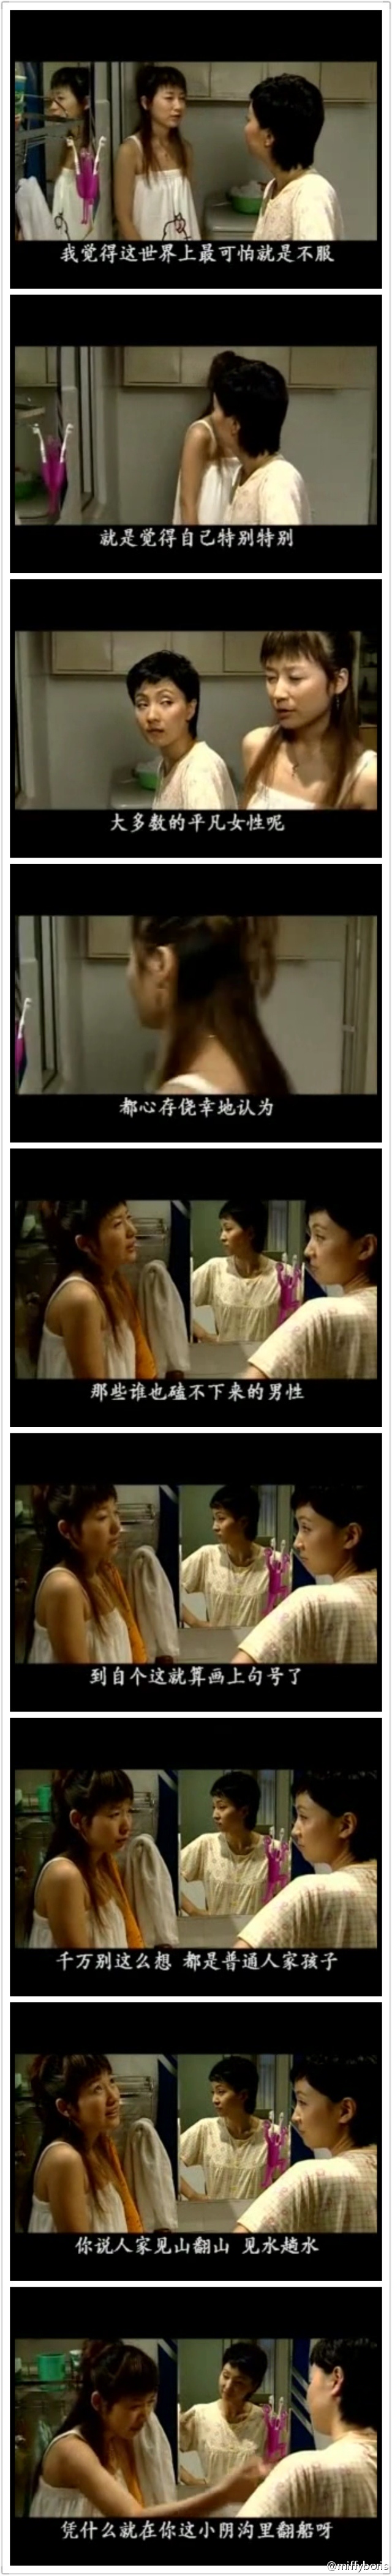 我觉得这世界上最可怕就是不服
就是觉得自己特别特别
大多数的平凡女性呢
都心存侥幸地认为
那些谁也磕不下来的男性
到自个这就算画上句号了
千万别这么想 都是普通人家孩子
你说人家见山翻山 见水趟水
凭什么就在你这小阴沟里翻船呀
@miffyboris